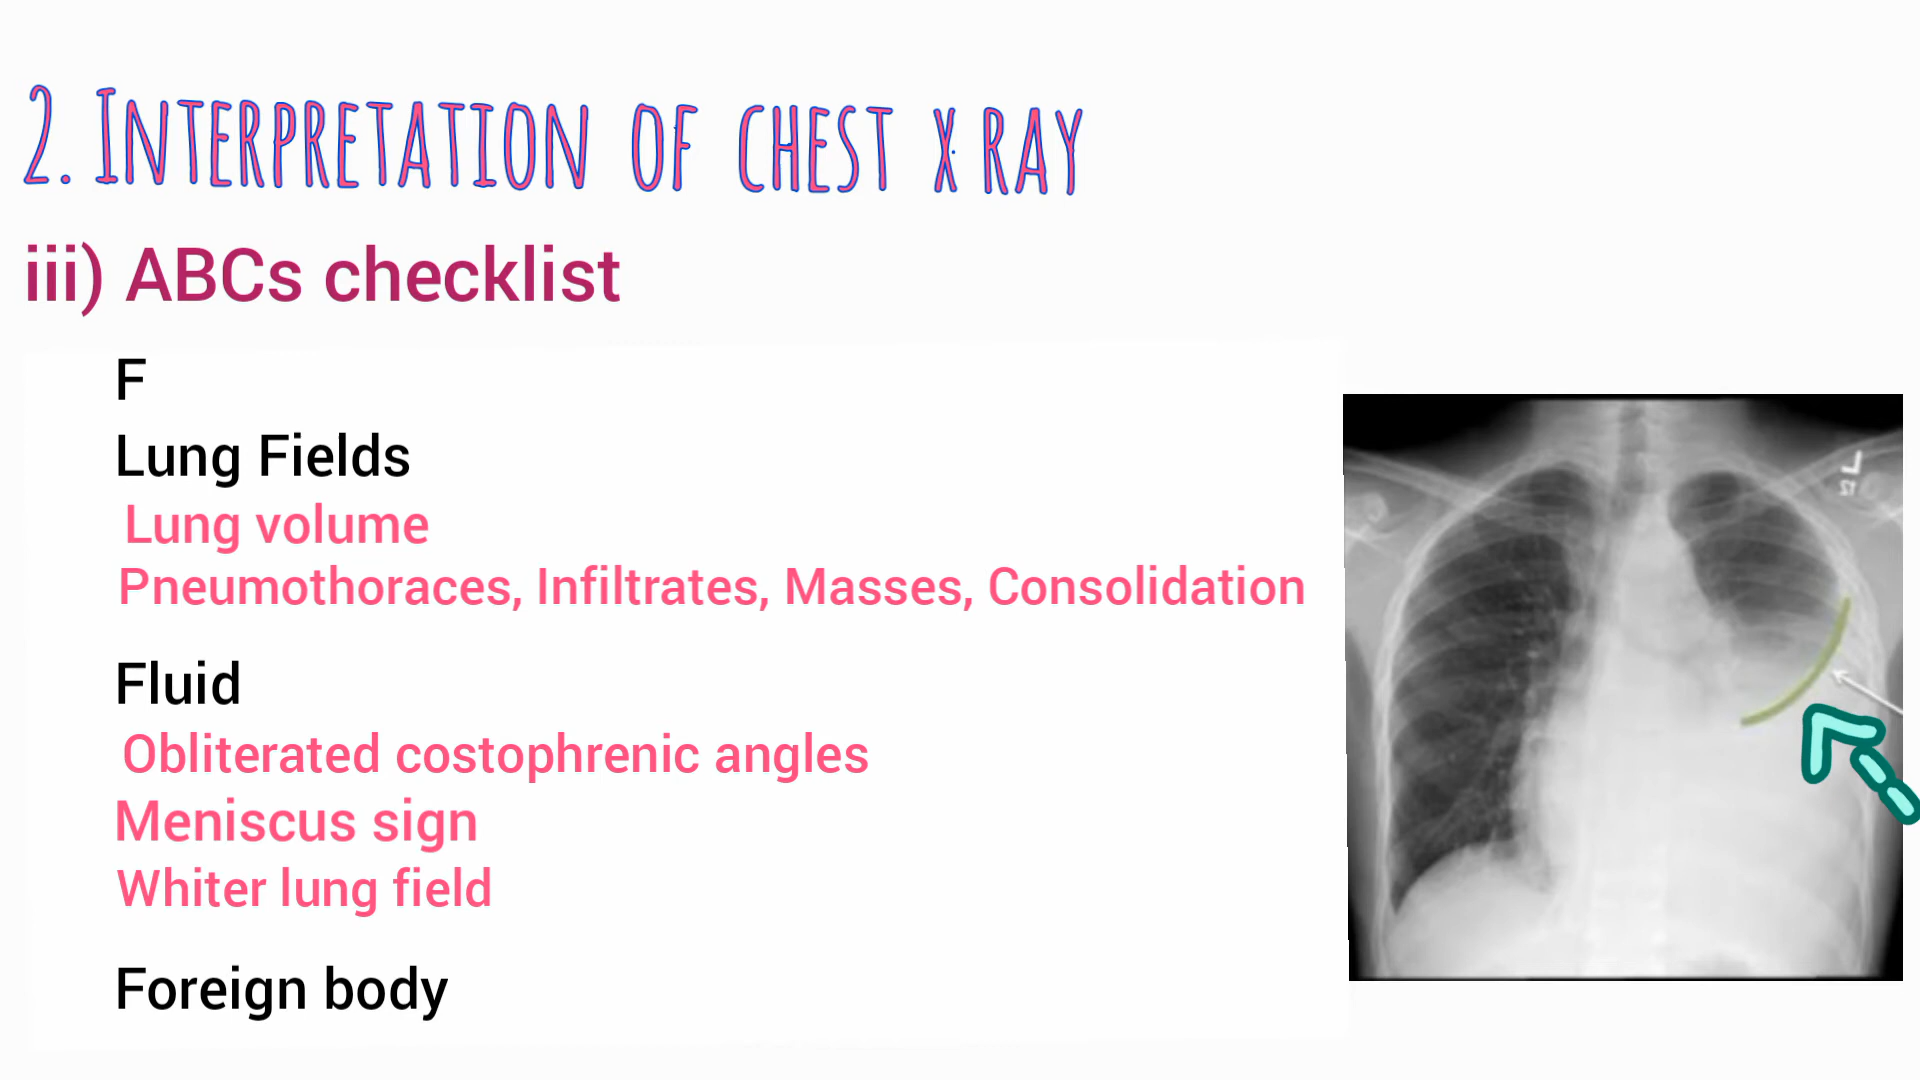 2. Interpretation of chest x ray
iii) ABCs checklist
F
Lung Fields
Lung volume
Pneumothoraces, Infiltrates, Masses, Consolidation
Fluid
Obliterated costophrenic angles
Meniscus sign
Whiter lung field
Foreign body
L